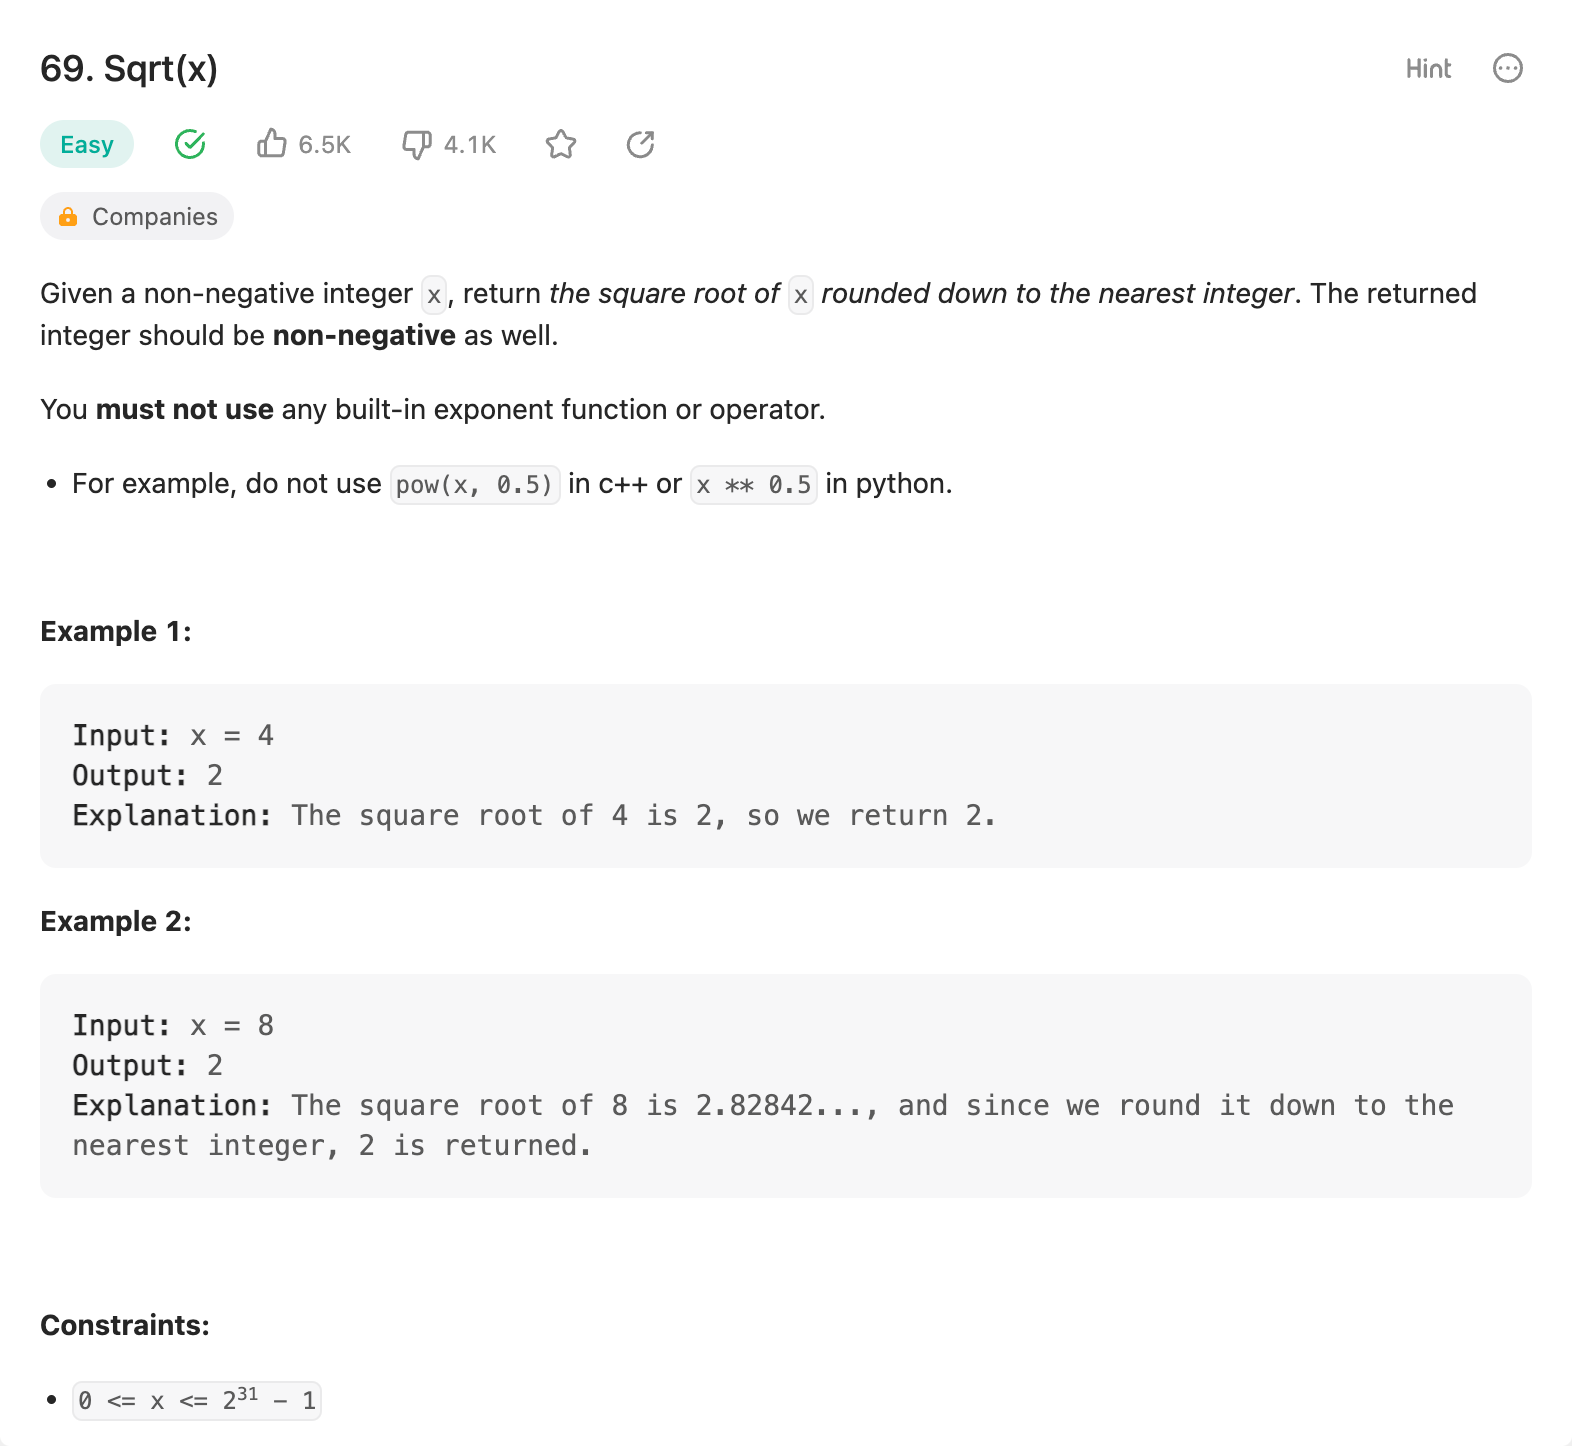 69. Sqrt(x)
Hint
Easy
6.5K
4.1K
Companies
Given a non-negative integer x, return the square root of x rounded down to the nearest integer. The returned
integer should be non-negative as well.
You must not use any built-in exponent function or operator.
• For example, do not use pow(x, 0.5) in c++ or x ** 0.5 in python.
Example 1:
Input: x = 4
Output: 2
Explanation: The square root of 4 is 2, so we return 2.
Example 2:
Input: x = 8
Output: 2
Explanation: The square root of 8 is 2.82842..., and since we round it down to the
nearest integer, 2 is returned.
Constraints:
• 0 <= x <= 2³¹ - 1